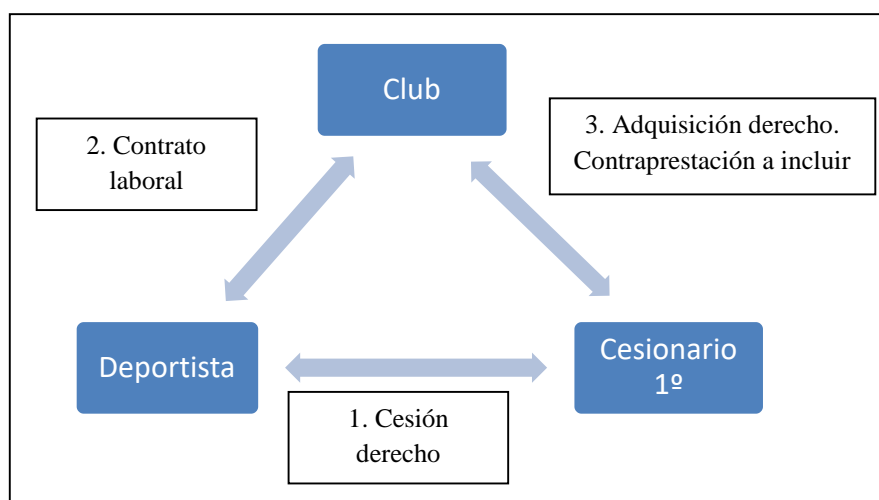 Club
2. Contrato
laboral
3. Adquisición derecho.
Contraprestación a incluir
Deportista
Cesionario
1º
1. Cesión
derecho